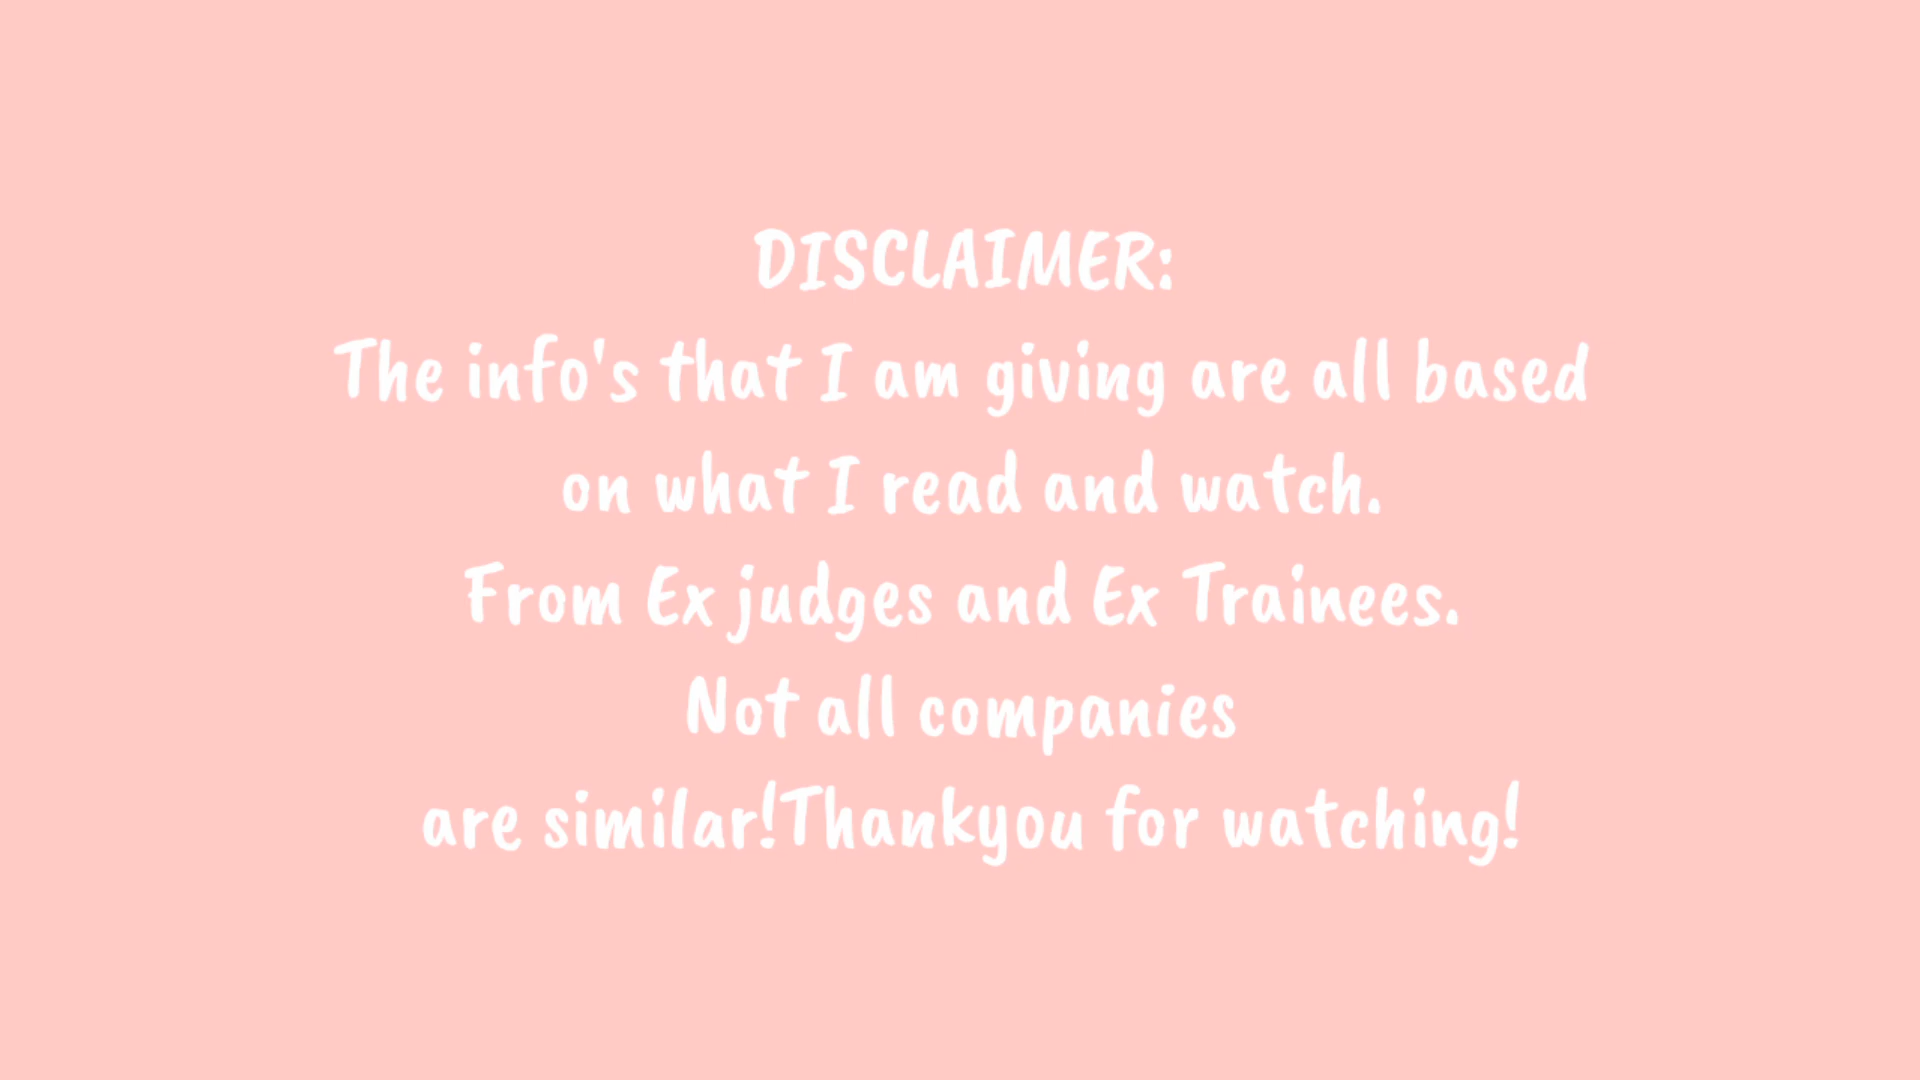 DISCLAIMER:
The info's that I am giving are all based
on what I read and watch.
From Ex judges and Ex Trainees.
Not all companies
are similar!Thankyou for watching!